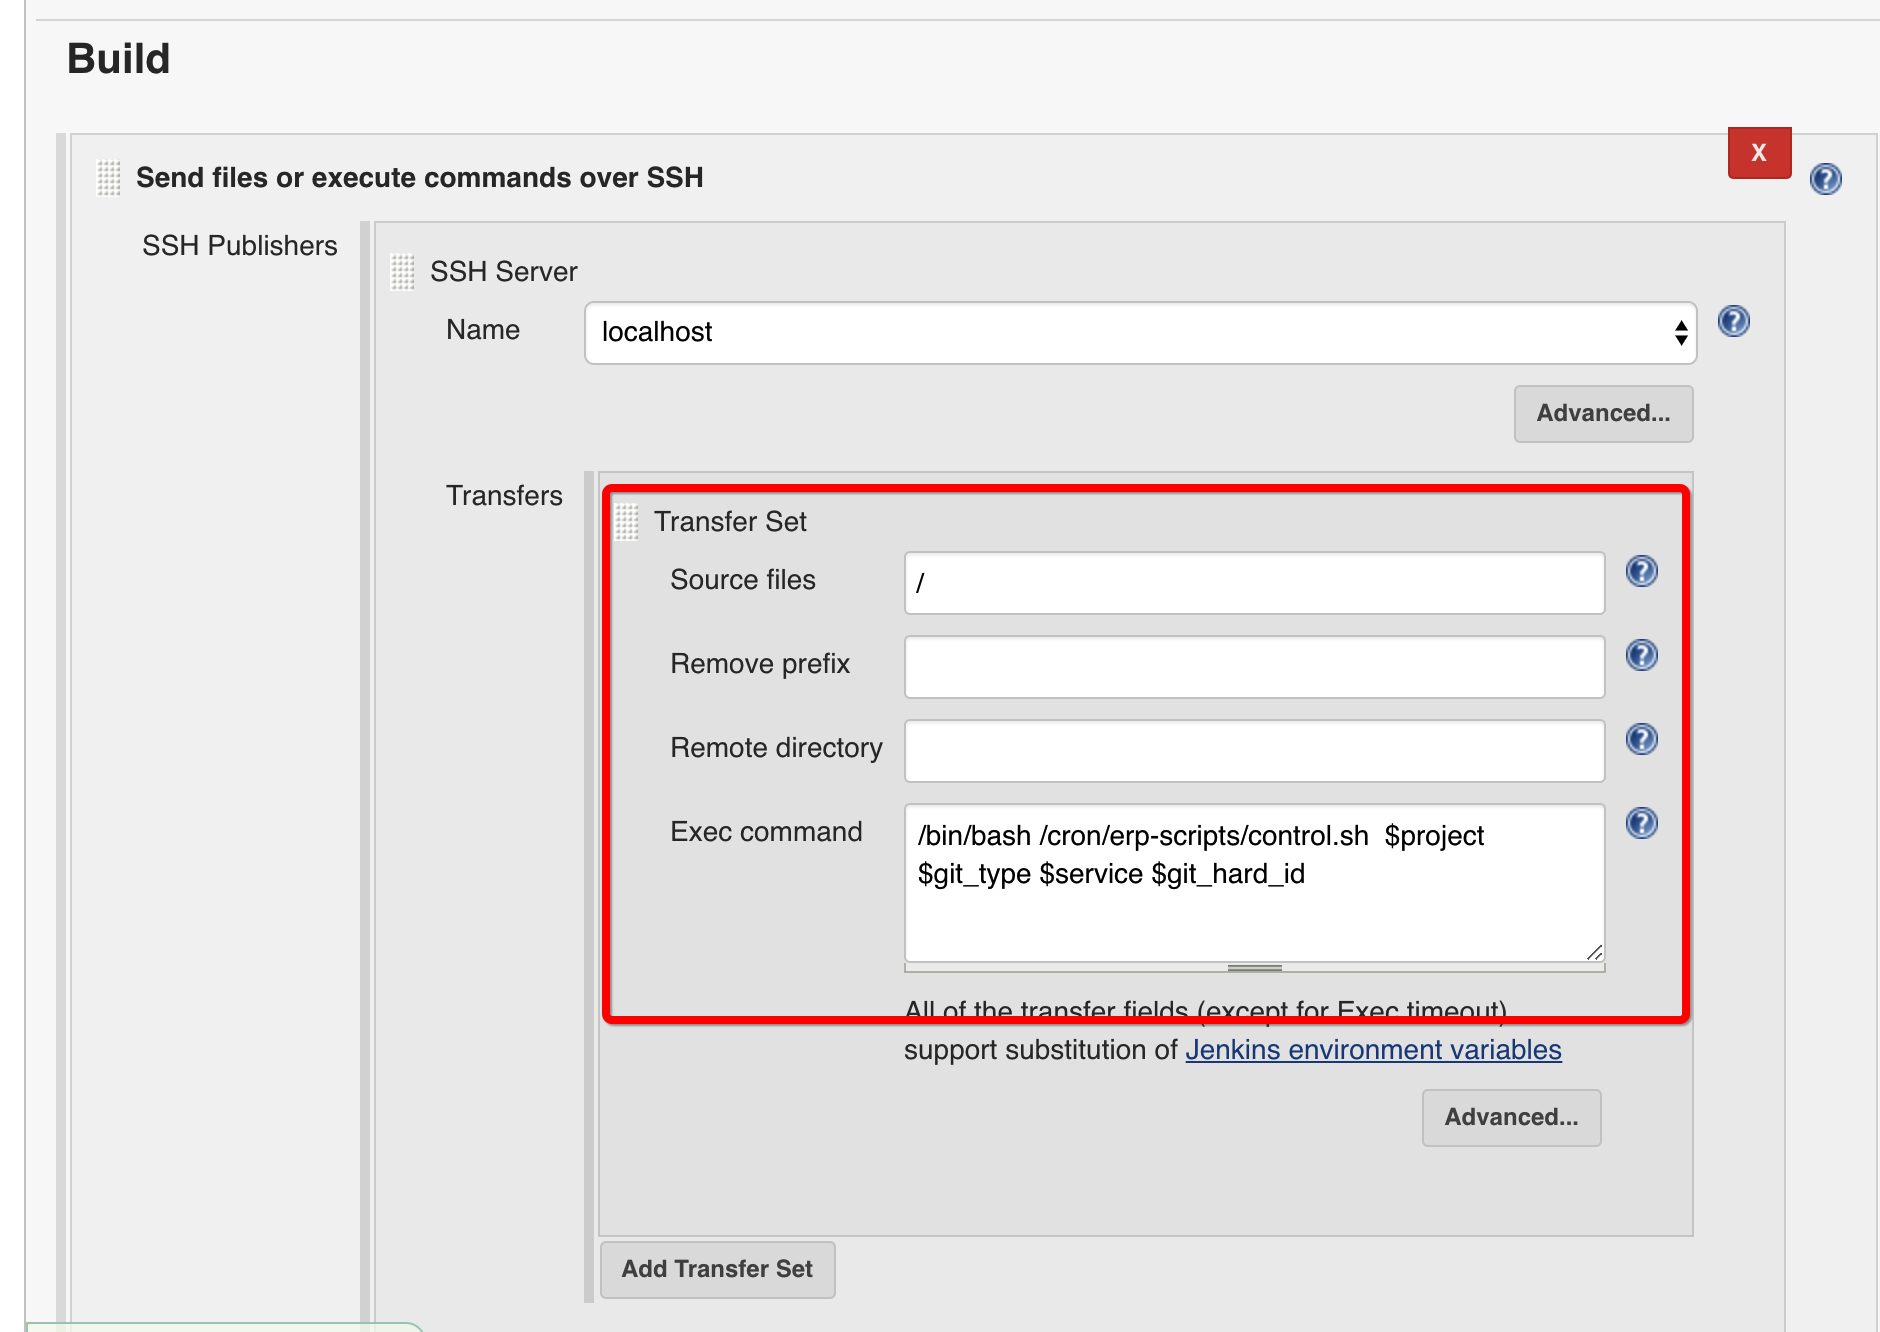 Build
Send files or execute commands over SSH
X
SSH Publishers
SSH Server
Name
localhost
Advanced...
Transfers
Transfer Set
Source files
/
Remove prefix
Remote directory
Exec command
/bin/bash /cron/erp-scripts/control.sh  $project
$git_type $service $git_hard_id
All of the transfer fields (except for Exec timeout)
support substitution of Jenkins environment variables
Advanced...
Add Transfer Set